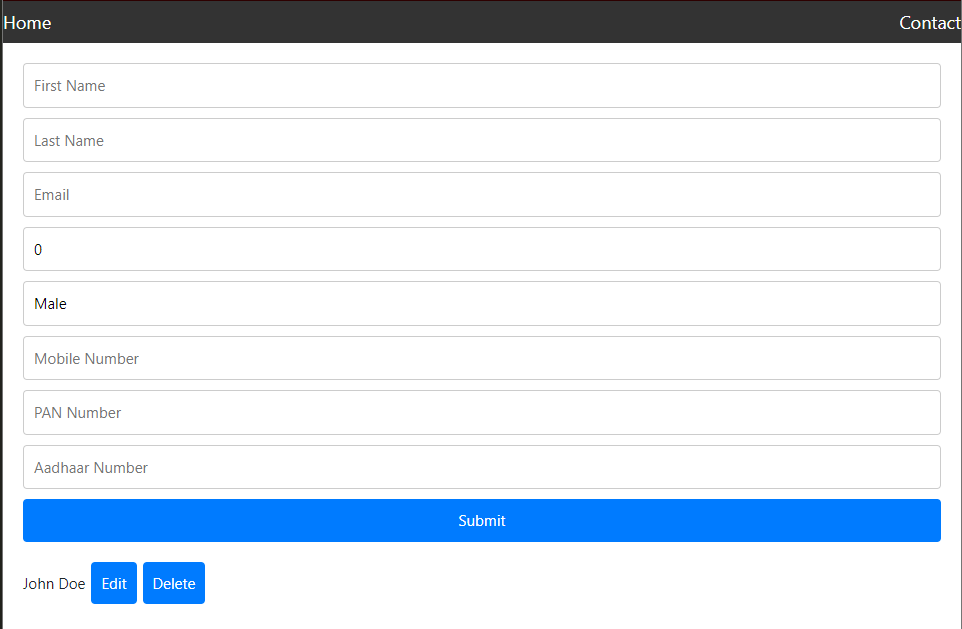 Home Contact
First Name
Last Name
Email
0
Male
Mobile Number
PAN Number
Aadhaar Number
Submit
John Doe Edit Delete